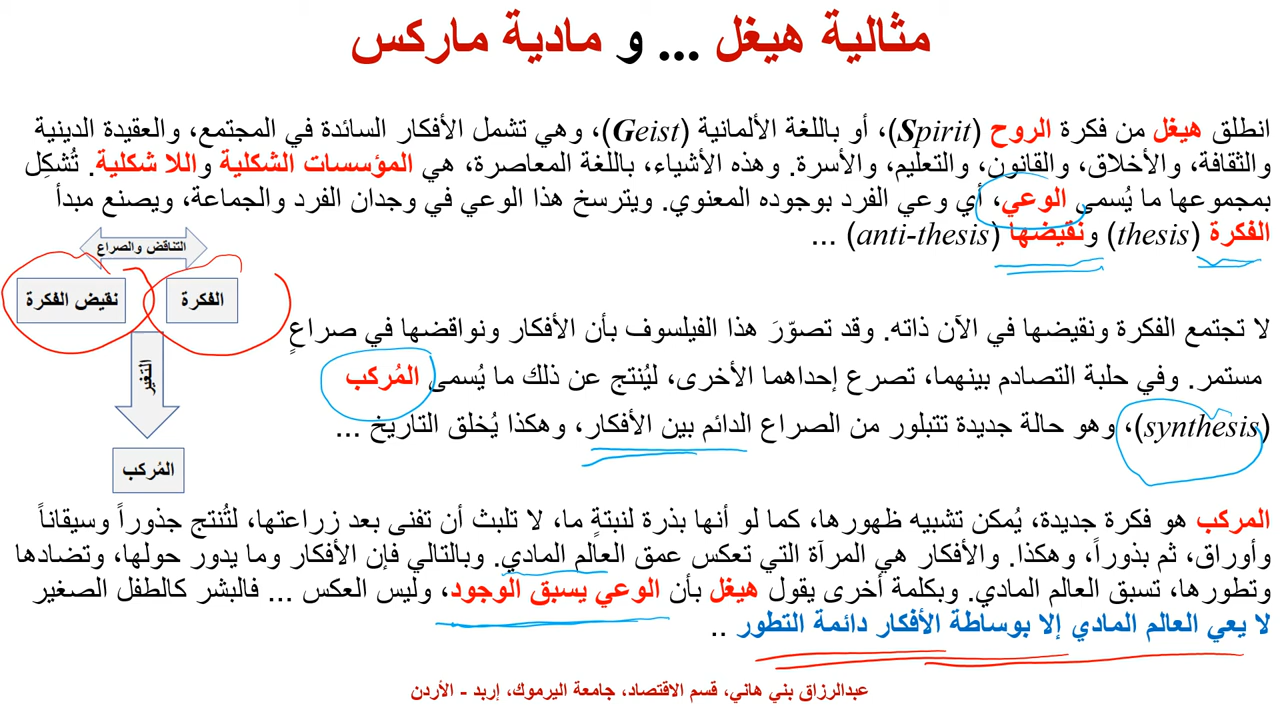 مثالية هيغل ... و مادية ماركس
انطلق هيغل من فكرة الروح (Spirit)، أو باللغة الألمانية (Geist)، وهي تشمل الأفكار السائدة في المجتمع، والعقيدة الدينية
والثقافة، والأخلاق، والقانون، والتعليم، والأسرة. وهذه الأشياء، باللغة المعاصرة، هي المؤسسات الشكلية واللا شكلية. تُشكِل
بمجموعها ما يُسمى الوعي، أي وعي الفرد بوجوده المعنوي. ويترسخ هذا الوعي في وجدان الفرد والجماعة، ويصنع مبدأ
الفكرة (thesis) ونقيضها (anti-thesis) ...
التناقض والصراع
الفكرة
نقيض الفكرة
التغير
المُركب
لا تجتمع الفكرة ونقيضها في الآن ذاته. وقد تصوّرَ هذا الفيلسوف بأن الأفكار ونواقضها في صراعٍ
مستمر. وفي حلبة التصادم بينهما، تصرع إحداهما الأخرى، ليُنتج عن ذلك ما يُسمى المُركب
(synthesis)، وهو حالة جديدة تتبلور من الصراع الدائم بين الأفكار، وهكذا يُخلق التاريخ ...
المركب هو فكرة جديدة، يُمكن تشبيه ظهورها، كما لو أنها بذرة لنبتةٍ ما، لا تلبث أن تفنى بعد زراعتها، لتُنتج جذوراً وسيقاناً
وأوراق، ثم بذوراً، وهكذا. والأفكار هي المرآة التي تعكس عمق العالم المادي. وبالتالي فإن الأفكار وما يدور حولها، وتضادها
وتطورها، تسبق العالم المادي. وبكلمة أخرى يقول هيغل بأن الوعي يسبق الوجود، وليس العكس ... فالبشر كالطفل الصغير
لا يعي العالم المادي إلا بوساطة الأفكار دائمة التطور ..
عبدالرزاق بني هاني، قسم الاقتصاد، جامعة اليرموك، إربد - الأردن